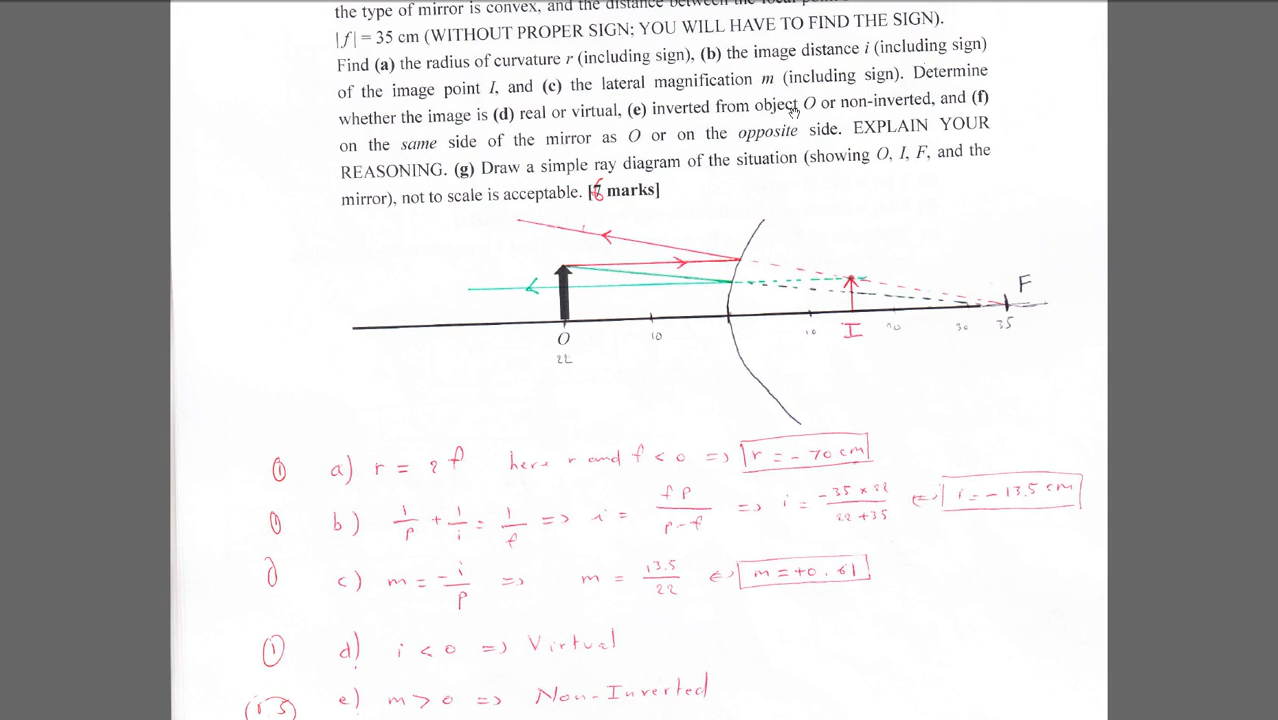 the type of mirror is convex, and the distance between the focal
|f| = 35 cm (WITHOUT PROPER SIGN; YOU WILL HAVE TO FIND THE SIGN).
Find (a) the radius of curvature r (including sign), (b) the image distance i (including sign)
of the image point I, and (c) the lateral magnification m (including sign). Determine
whether the image is (d) real or virtual, (e) inverted from object O or non-inverted, and (f)
on the same side of the mirror as O or on the opposite side. EXPLAIN YOUR
REASONING. (g) Draw a simple ray diagram of the situation (showing O, I, F, and the
mirror), not to scale is acceptable. [6 marks]
F
O 10 10 I 20 30 35
22
① a) r = 2f here r and f < 0 => r = - 70 cm
① b) 1/p + 1/i = 1/f => i = fp/p-f => i = -35 x 22/22 + 35 <=> i = - 13.5 cm
c) m = -i/p => m = 13.5/22 <=> m = +0.61
① d) i < 0 => Virtual
e) m > 0 => Non-Inverted